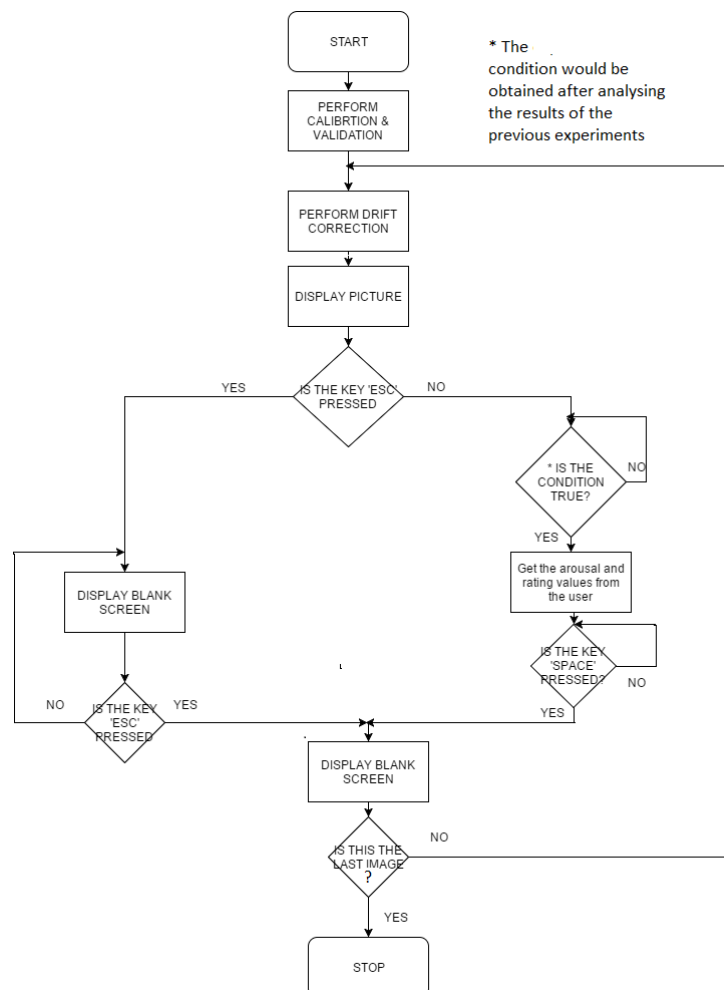 START
* The
condition would be
obtained after analysing
the results of the
previous experiments
PERFORM
CALIBRTION &
VALIDATION
PERFORM DRIFT
CORRECTION
DISPLAY PICTURE
IS THE KEY 'ESC'
PRESSED
YES
NO
* IS THE
CONDITION
TRUE?
NO
YES
Get the arousal and
rating values from
the user
DISPLAY BLANK
SCREEN
IS THE KEY
'SPACE'
PRESSED?
NO
YES
IS THE KEY
'ESC'
PRESSED
NO
YES
DISPLAY BLANK
SCREEN
IS THIS THE
LAST IMAGE
?
NO
YES
STOP